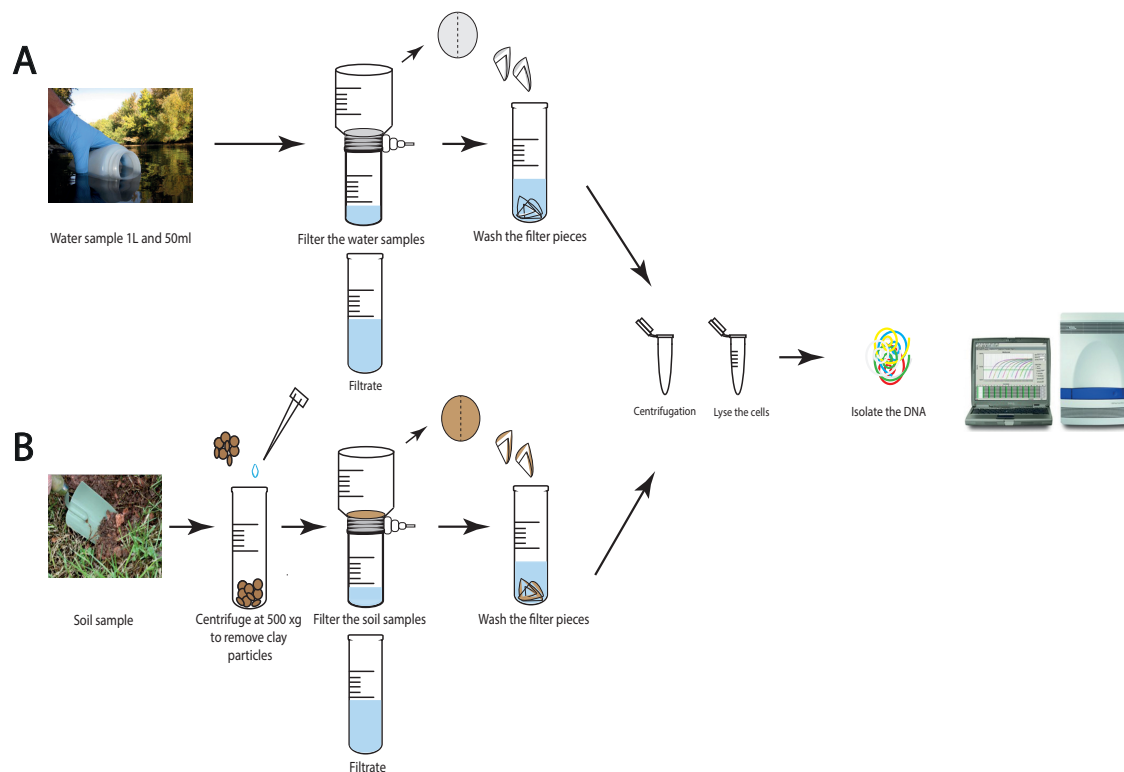 A
Water sample 1L and 50ml
Filter the water samples
Wash the filter pieces
Filtrate
Centrifugation
Lyse the cells
Isolate the DNA
B
Soil sample
Centrifuge at 500 xg
to remove clay
particles
Filter the soil samples
Wash the filter pieces
Filtrate